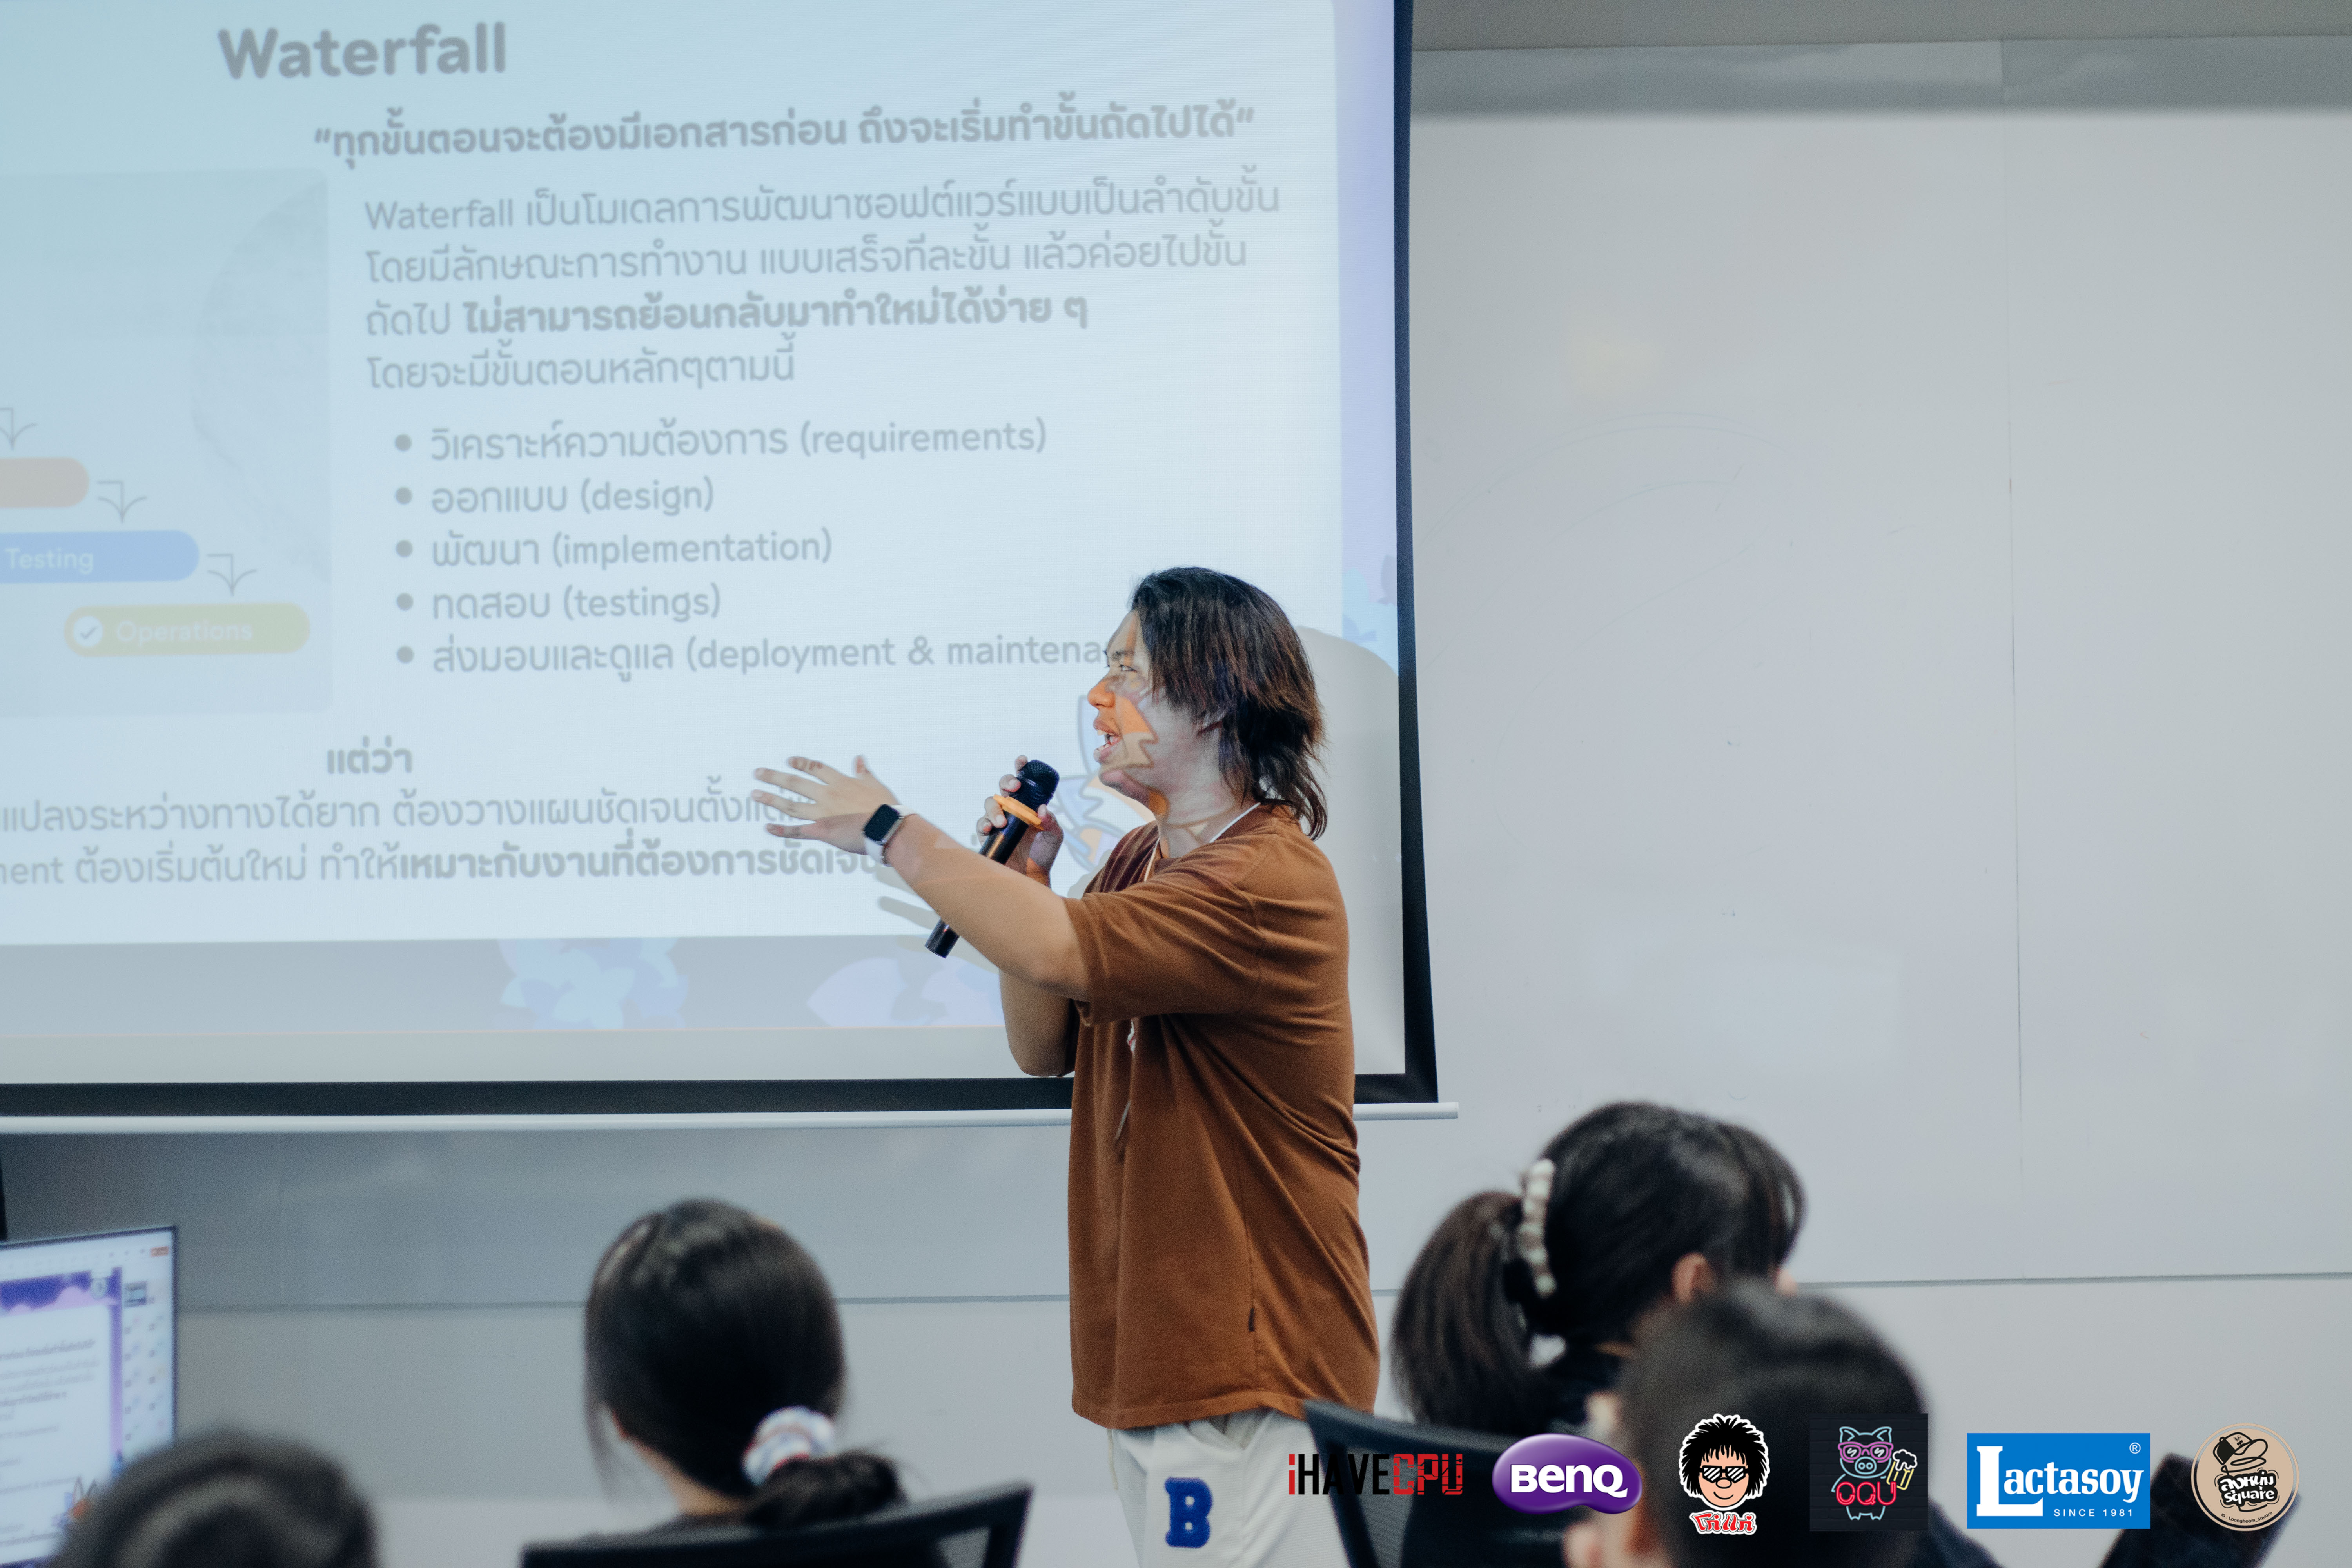 Waterfall
“ทุกขั้นตอนจะต้องมีเอกสารก่อน ถึงจะเริ่มทำขั้นถัดไปได้”
Waterfall เป็นโมเดลการพัฒนาซอฟต์แวร์แบบเป็นลำดับขั้น
โดยมีลักษณะการทำงาน แบบเสร็จทีละขั้น แล้วค่อยไปขั้น
ถัดไป ไม่สามารถย้อนกลับมาทำใหม่ได้ง่าย ๆ
โดยจะมีขั้นตอนหลักๆตามนี้
• วิเคราะห์ความต้องการ (requirements)
• ออกแบบ (design)
• พัฒนา (implementation)
• ทดสอบ (testings)
• ส่งมอบและดูแล (deployment & maintena
Testing
Operations
แต่ว่า
แปลงระหว่างทางได้ยาก ต้องวางแผนชัดเจนตั้งแต่
ment ต้องเริ่มต้นใหม่ ทำให้เหมาะกับงานที่ต้องการชัดเจน
B
iHAVECPU
BenQ
โก๋แก่
CQU
Lactasoy®
SINCE 1981
ลุงหนุ่ม
Square